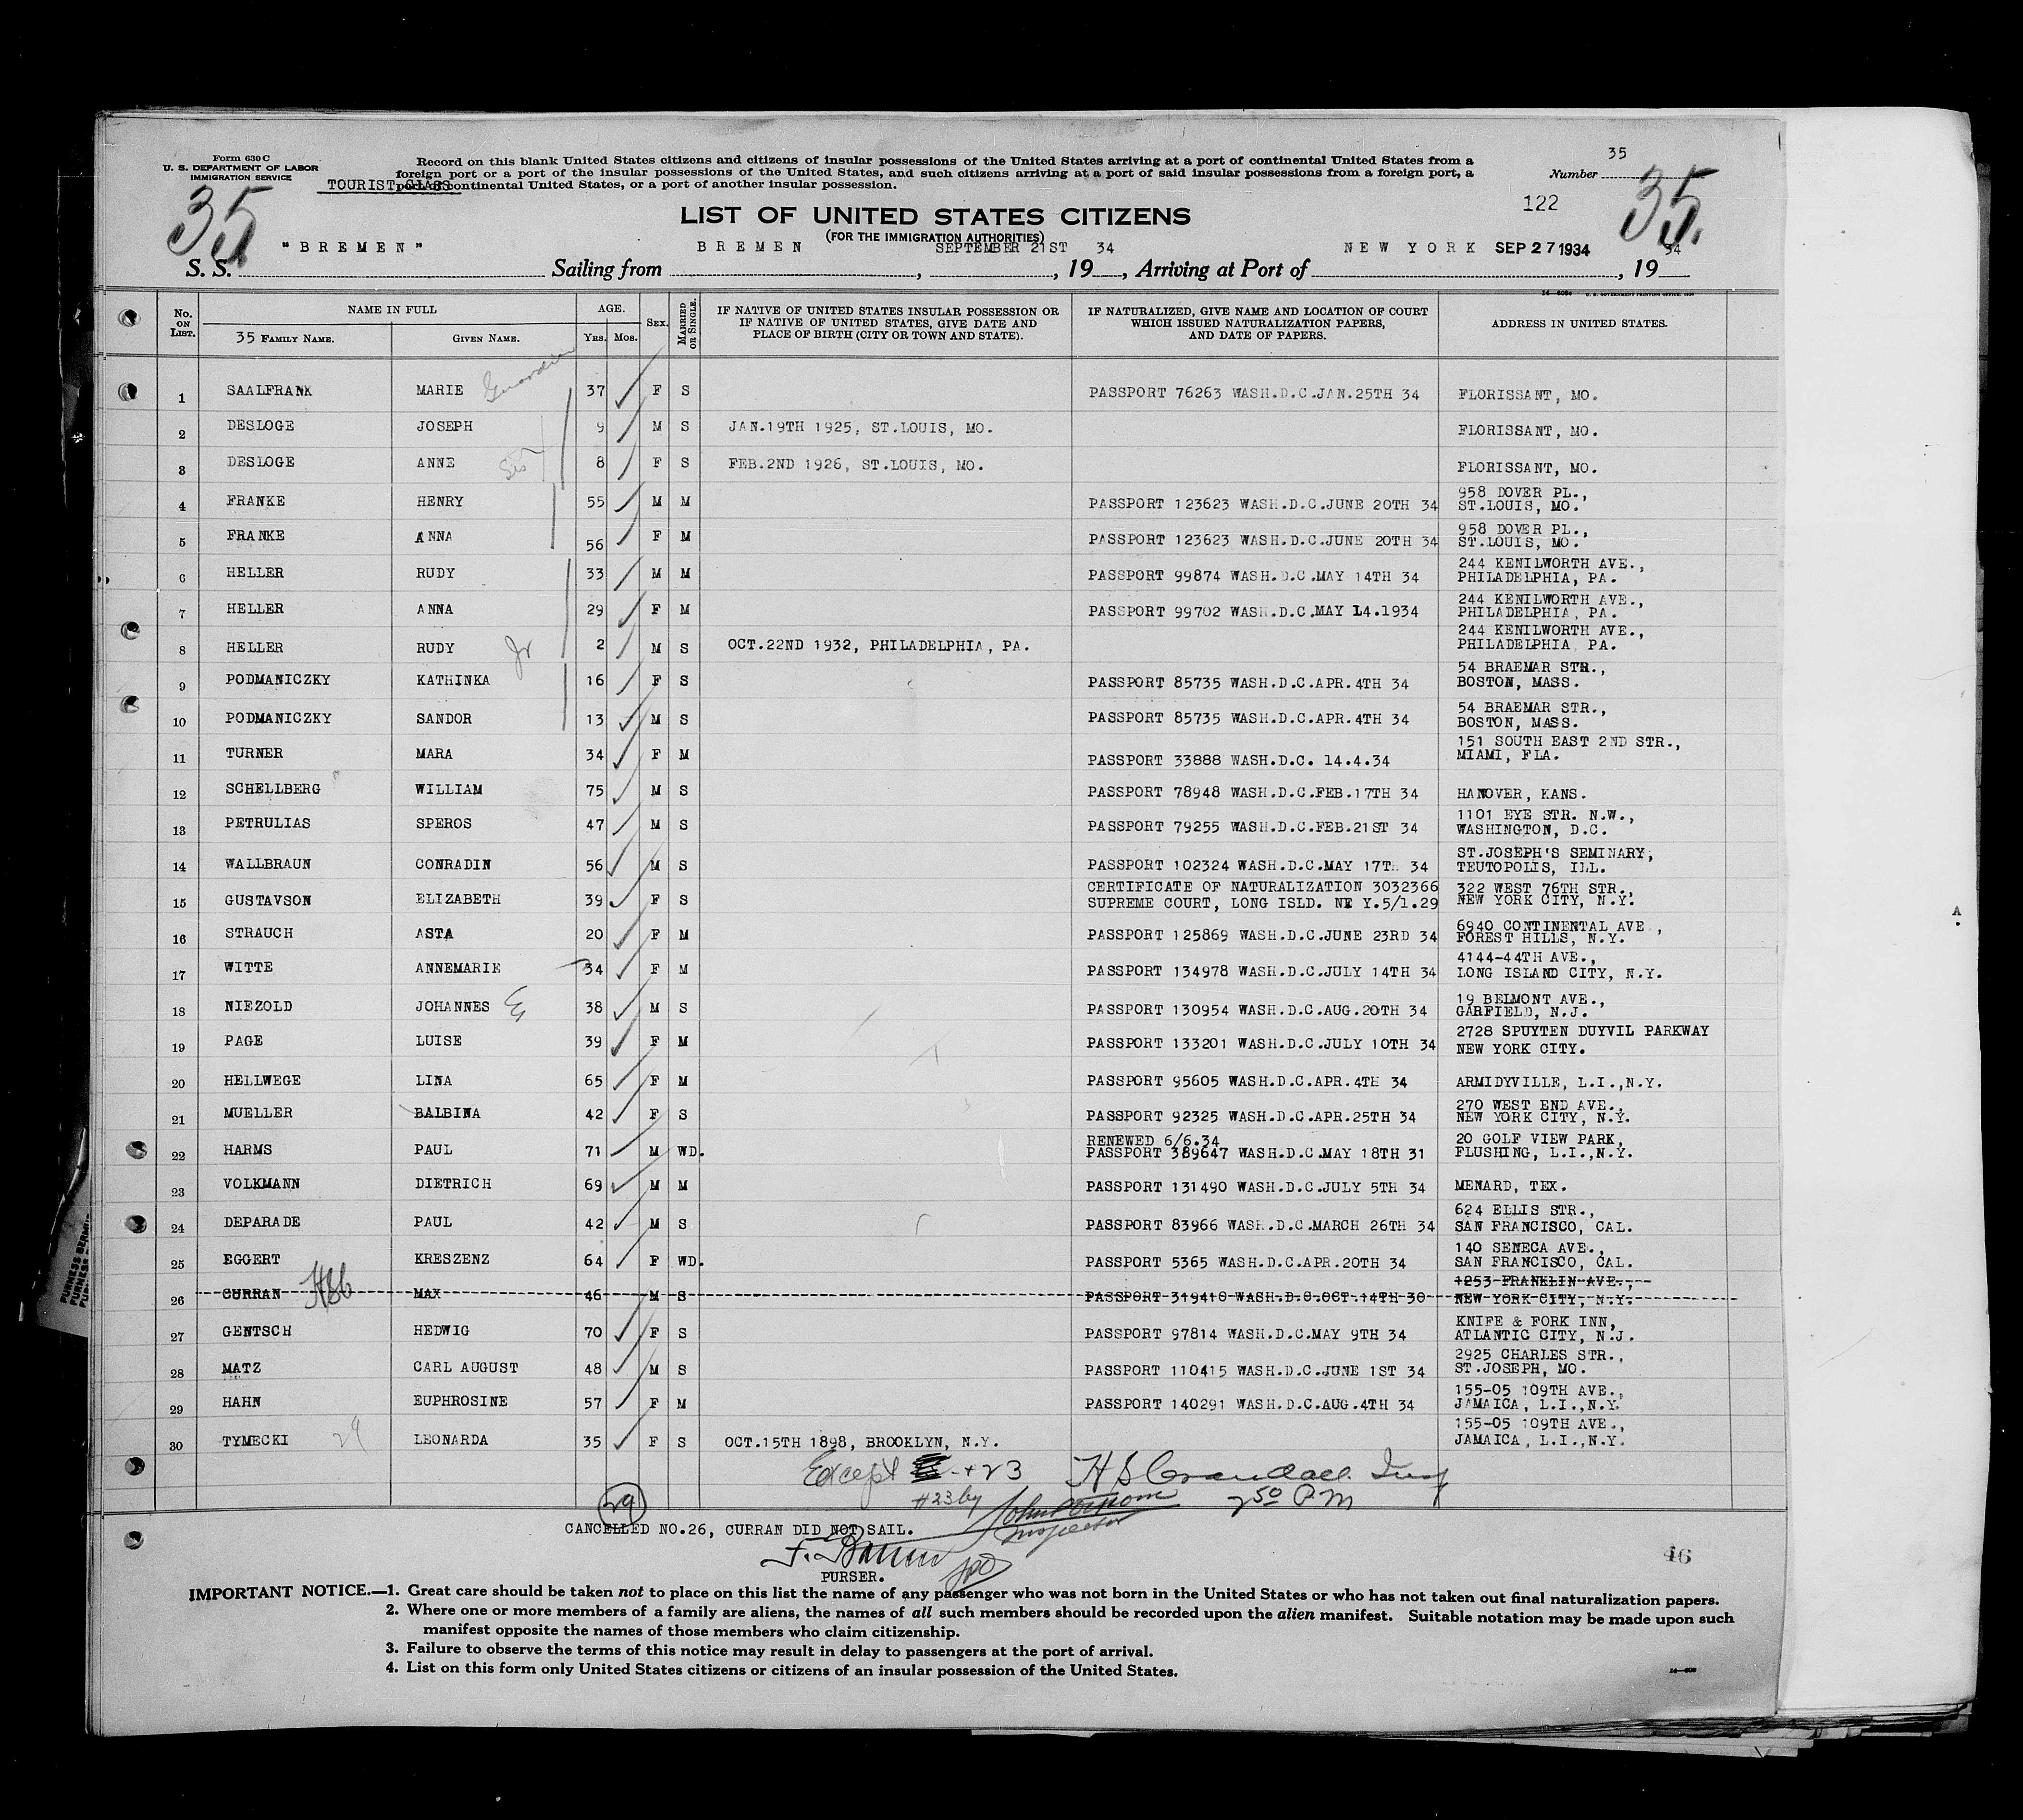 Form 630 C
U. S. DEPARTMENT OF LABOR
IMMIGRATION SERVICE
TOURIST CLASS
Record on this blank United States citizens and citizens of insular possessions of the United States arriving at a port of continental United States from a
foreign port or a port of the insular possessions of the United States, and such citizens arriving at a port of said insular possessions from a foreign port, a
port of continental United States, or a port of another insular possession.
35
Number
35
35.
122
LIST OF UNITED STATES CITIZENS
(FOR THE IMMIGRATION AUTHORITIES)
S. S. "BREMEN" Sailing from BREMEN, SEPTEMBER 21ST, 19 34, Arriving at Port of NEW YORK SEP 27 1934, 19 34
No. ON LIST. NAME IN FULL AGE. SEX. MARRIED OR SINGLE. IF NATIVE OF UNITED STATES INSULAR POSSESSION OR IF NATIVE OF UNITED STATES, GIVE DATE AND PLACE OF BIRTH (CITY OR TOWN AND STATE). IF NATURALIZED, GIVE NAME AND LOCATION OF COURT WHICH ISSUED NATURALIZATION PAPERS, AND DATE OF PAPERS. ADDRESS IN UNITED STATES.
35 FAMILY NAME. GIVEN NAME. YRS. MOS.
1 SAALFRANK MARIE Guardian 37 F S PASSPORT 76263 WASH.D.C.JAN.25TH 34 FLORISSANT, MO.
2 DESLOGE JOSEPH 9 M S JAN.19TH 1925, ST.LOUIS, MO. FLORISSANT, MO.
3 DESLOGE ANNE Sis 8 F S FEB.2ND 1926, ST.LOUIS, MO. FLORISSANT, MO.
4 FRANKE HENRY 55 M M PASSPORT 123623 WASH.D.C.JUNE 20TH 34 958 DOVER PL., ST.LOUIS, MO.
5 FRANKE ANNA 56 F M PASSPORT 123623 WASH.D.C.JUNE 20TH 34 958 DOVER PL., ST.LOUIS, MO.
6 HELLER RUDY 33 M M PASSPORT 99874 WASH.D.C.MAY 14TH 34 244 KENILWORTH AVE., PHILADELPHIA, PA.
7 HELLER ANNA 29 F M PASSPORT 99702 WASH.D.C.MAY 14.1934 244 KENILWORTH AVE., PHILADELPHIA, PA.
8 HELLER RUDY Jr 2 M S OCT.22ND 1932, PHILADELPHIA, PA. 244 KENILWORTH AVE., PHILADELPHIA, PA.
9 PODMANICZKY KATHINKA 16 F S PASSPORT 85735 WASH.D.C.APR.4TH 34 54 BRAEMAR STR., BOSTON, MASS.
10 PODMANICZKY SANDOR 13 M S PASSPORT 85735 WASH.D.C.APR.4TH 34 54 BRAEMAR STR., BOSTON, MASS.
11 TURNER MARA 34 F M PASSPORT 33888 WASH.D.C. 14.4.34 151 SOUTH EAST 2ND STR., MIAMI, FLA.
12 SCHELLBERG WILLIAM 75 M S PASSPORT 78948 WASH.D.C.FEB.17TH 34 HANOVER, KANS.
13 PETRULIAS SPEROS 47 M S PASSPORT 79255 WASH.D.C.FEB.21ST 34 1101 EYE STR. N.W., WASHINGTON, D.C.
14 WALLBRAUN CONRADIN 56 M S PASSPORT 102324 WASH.D.C.MAY 17TH 34 ST.JOSEPH'S SEMINARY, TEUTOPOLIS, ILL.
15 GUSTAVSON ELIZABETH 39 F S CERTIFICATE OF NATURALIZATION 3032366 SUPREME COURT, LONG ISLD. NE Y.5/1.29 322 WEST 76TH STR., NEW YORK CITY, N.Y.
16 STRAUCH ASTA 20 F M PASSPORT 125869 WASH.D.C.JUNE 23RD 34 6940 CONTINENTAL AVE., FOREST HILLS, N.Y.
17 WITTE ANNEMARIE 34 F M PASSPORT 134978 WASH.D.C.JULY 14TH 34 4144-44TH AVE., LONG ISLAND CITY, N.Y.
18 NIEZOLD JOHANNES E 38 M S PASSPORT 130954 WASH.D.C.AUG.20TH 34 19 BELMONT AVE., GARFIELD, N.J.
19 PAGE LUISE 39 F M PASSPORT 133201 WASH.D.C.JULY 10TH 34 2728 SPUYTEN DUYVIL PARKWAY NEW YORK CITY.
20 HELLWEGE LINA 65 F M PASSPORT 95605 WASH.D.C.APR.4TH 34 ARMIDYVILLE, L.I.,N.Y.
21 MUELLER BALBINA 42 F S PASSPORT 92325 WASH.D.C.APR.25TH 34 270 WEST END AVE., NEW YORK CITY, N.Y.
22 HARMS PAUL 71 M WD. RENEWED 6/6.34 PASSPORT 389647 WASH.D.C.MAY 18TH 31 20 GOLF VIEW PARK, FLUSHING, L.I.,N.Y.
23 VOLKMANN DIETRICH 69 M M PASSPORT 131490 WASH.D.C.JULY 5TH 34 MENARD, TEX.
24 DEPARADE PAUL 42 M S PASSPORT 83966 WASH.D.C.MARCH 26TH 34 624 ELLIS STR., SAN FRANCISCO, CAL.
25 EGGERT KRESZENZ 64 F WD. PASSPORT 5365 WASH.D.C.APR.20TH 34 140 SENECA AVE., SAN FRANCISCO, CAL.
26 CURRAN MAX 46 M S PASSPORT 319410 WASH.D.C.OCT.14TH 30 1253 FRANKLIN AVE., NEW YORK CITY, N.Y.
27 GENTSCH HEDWIG 70 F S PASSPORT 97814 WASH.D.C.MAY 9TH 34 KNIFE & FORK INN, ATLANTIC CITY, N.J.
28 MATZ CARL AUGUST 48 M S PASSPORT 110415 WASH.D.C.JUNE 1ST 34 2925 CHARLES STR., ST.JOSEPH, MO.
29 HAHN EUPHROSINE 57 F M PASSPORT 140291 WASH.D.C.AUG.4TH 34 155-05 109TH AVE., JAMAICA, L.I.,N.Y.
30 TYMECKI 29 LEONARDA 35 F S OCT.15TH 1898, BROOKLYN, N.Y. 155-05 109TH AVE., JAMAICA, L.I.,N.Y.
Except 23 H S Crandall Insp
29 #23 by Inspector 2 50 P.M
CANCELLED NO.26, CURRAN DID NOT SAIL.
PURSER.
46
IMPORTANT NOTICE.—1. Great care should be taken not to place on this list the name of any passenger who was not born in the United States or who has not taken out final naturalization papers.
2. Where one or more members of a family are aliens, the names of all such members should be recorded upon the alien manifest. Suitable notation may be made upon such
manifest opposite the names of those members who claim citizenship.
3. Failure to observe the terms of this notice may result in delay to passengers at the port of arrival.
4. List on this form only United States citizens or citizens of an insular possession of the United States.